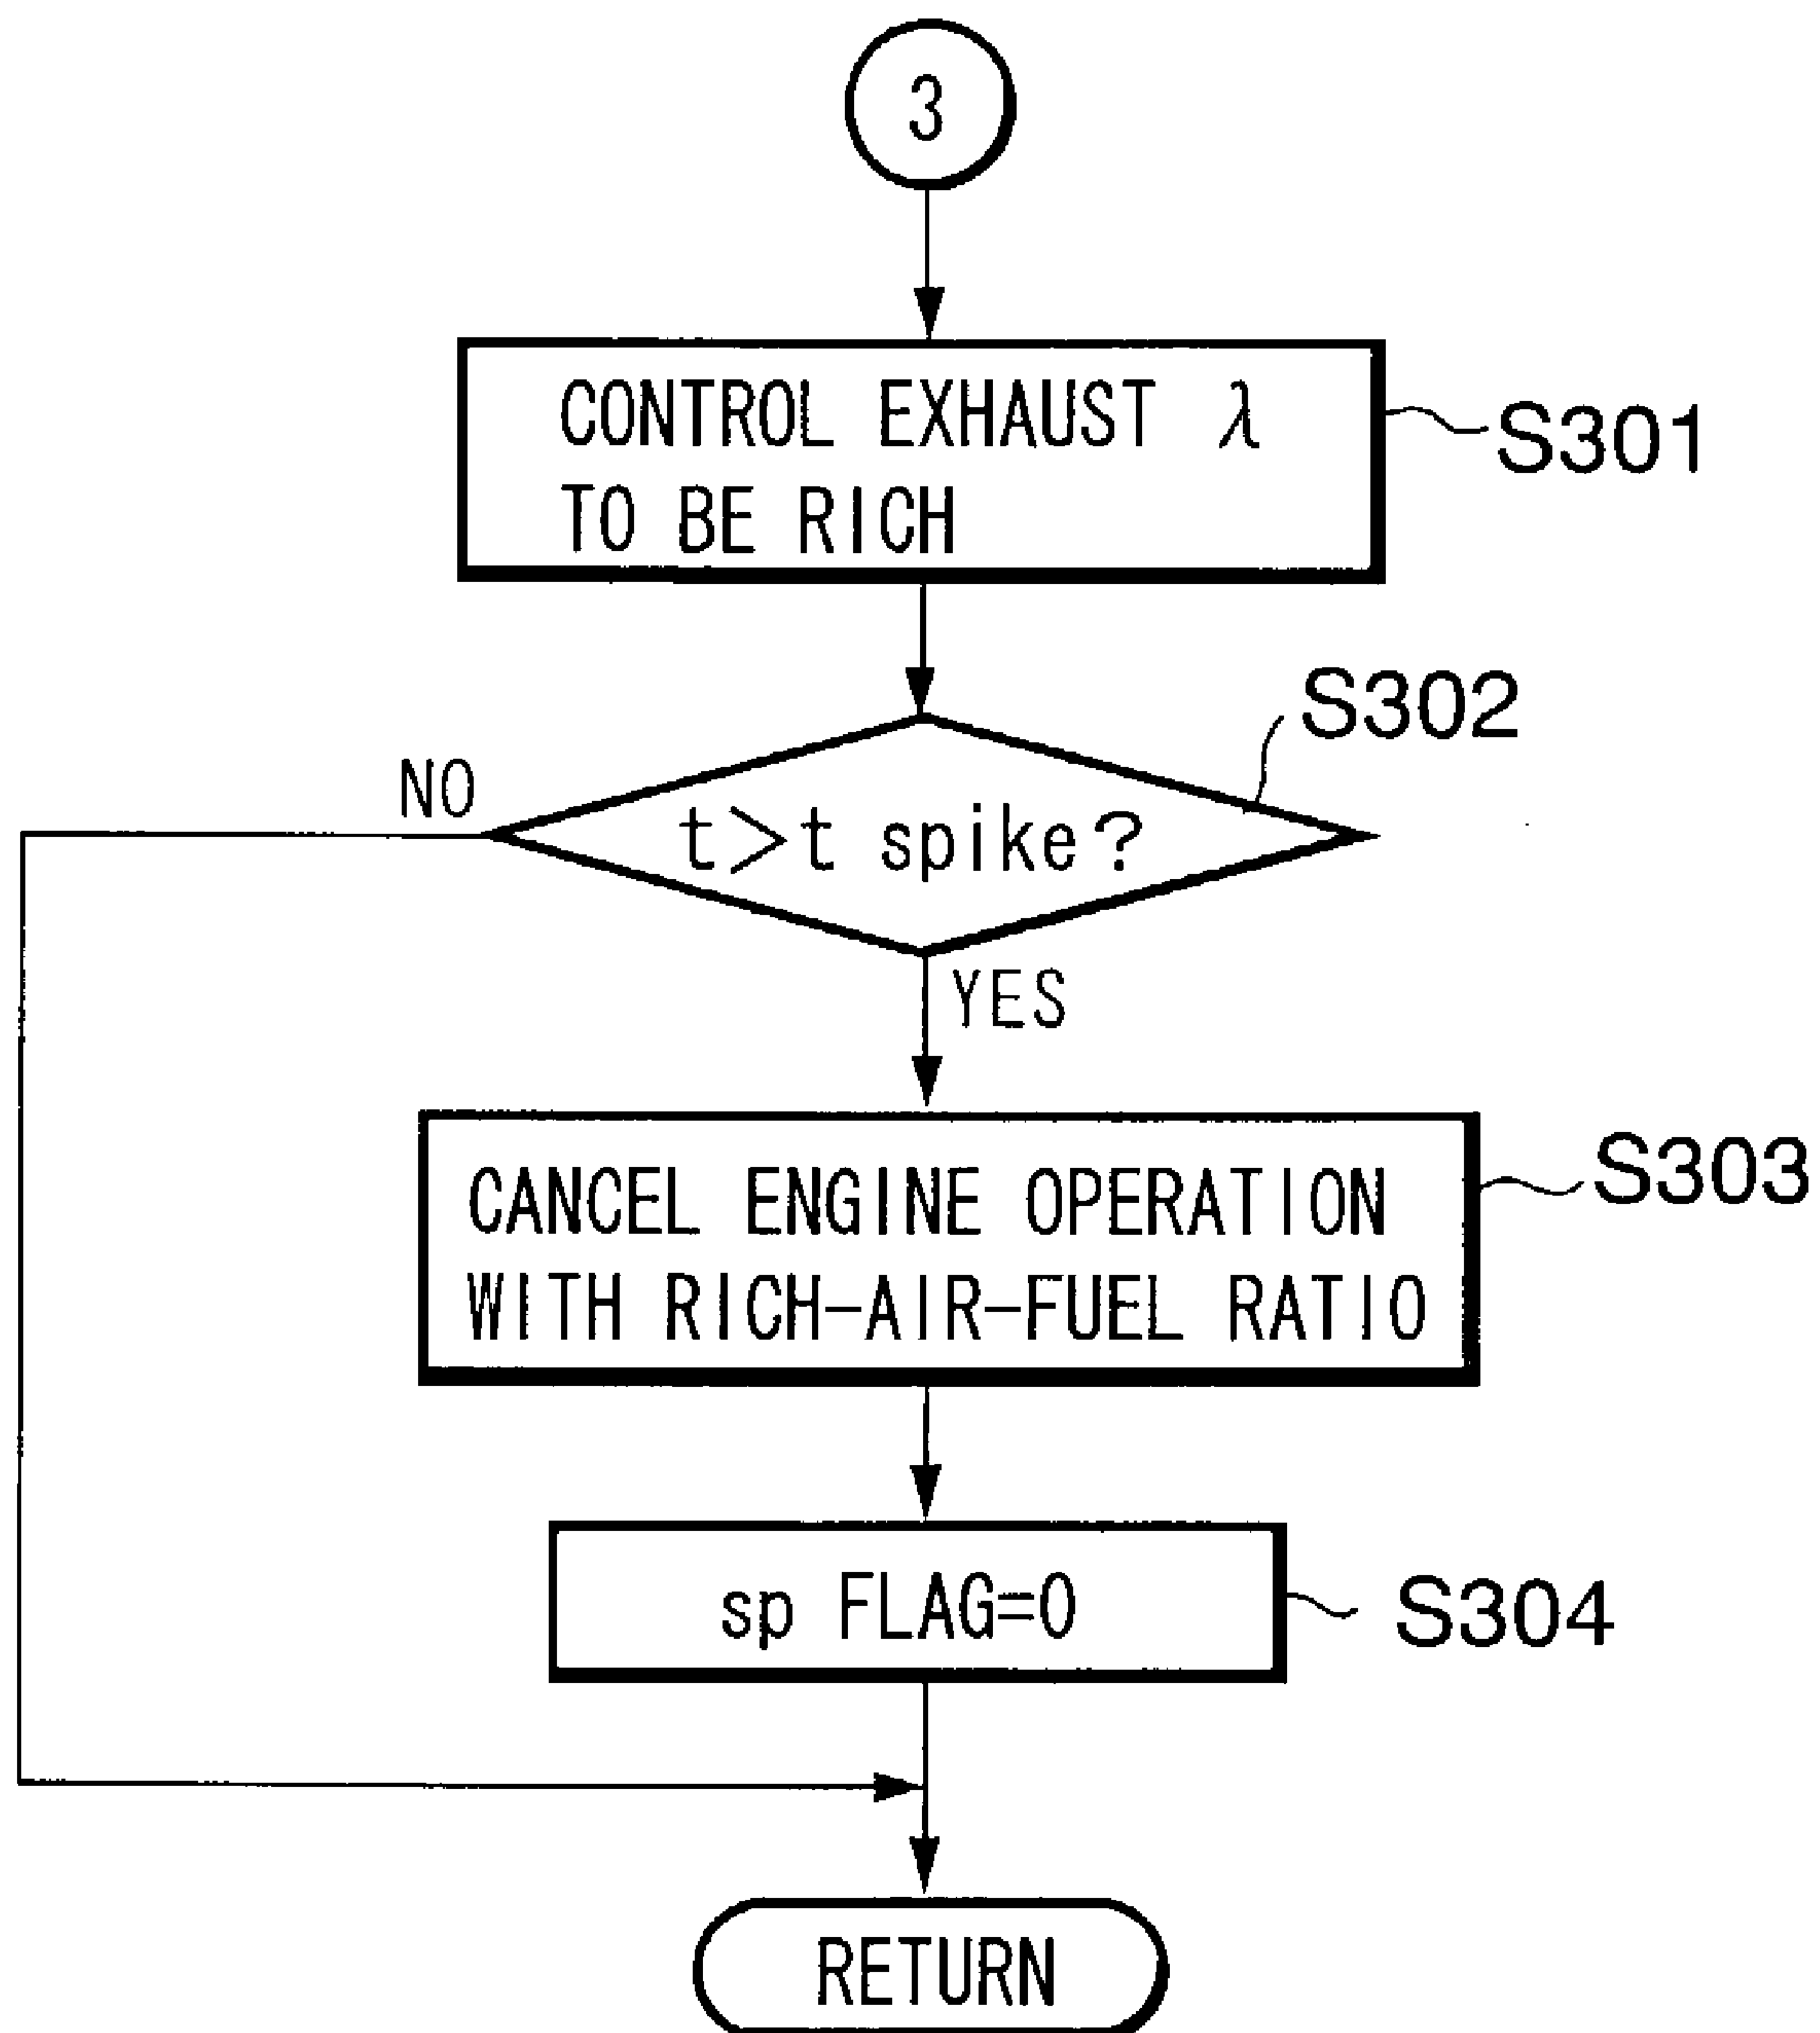 3
CONTROL EXHAUST λ
TO BE RICH
S301
S302
NO
t>t spike?
YES
CANCEL ENGINE OPERATION
WITH RICH-AIR-FUEL RATIO
S303
sp FLAG=0
S304
RETURN